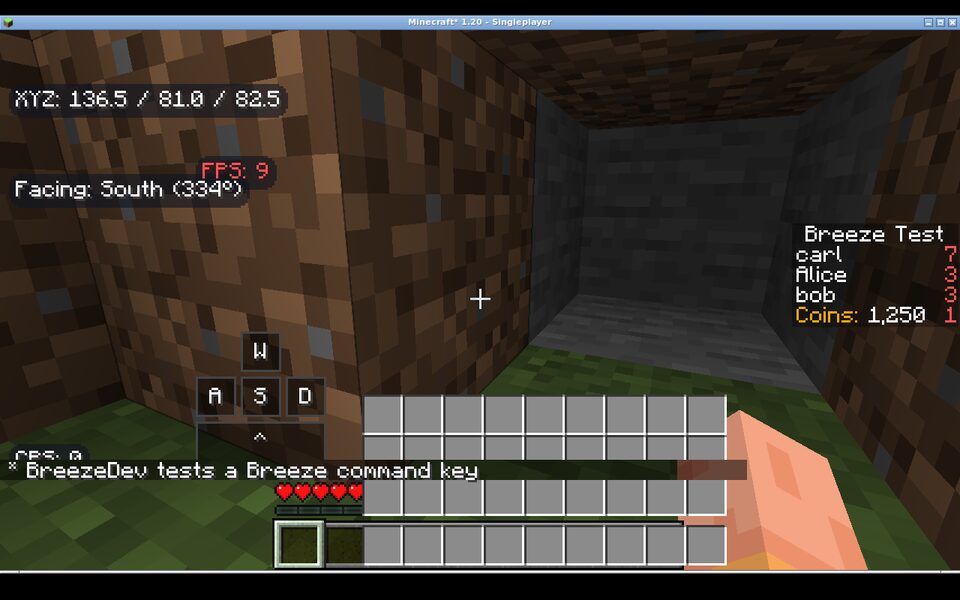 Minecraft* 1.20 - Singleplayer
XYZ: 136.5 / 81.0 / 82.5
FPS: 9
Facing: South (334°)
Breeze Test
carl 7
Alice 3
bob 3
Coins: 1,250 1
W
A S D
^
CPS: 0
* BreezeDev tests a Breeze command key